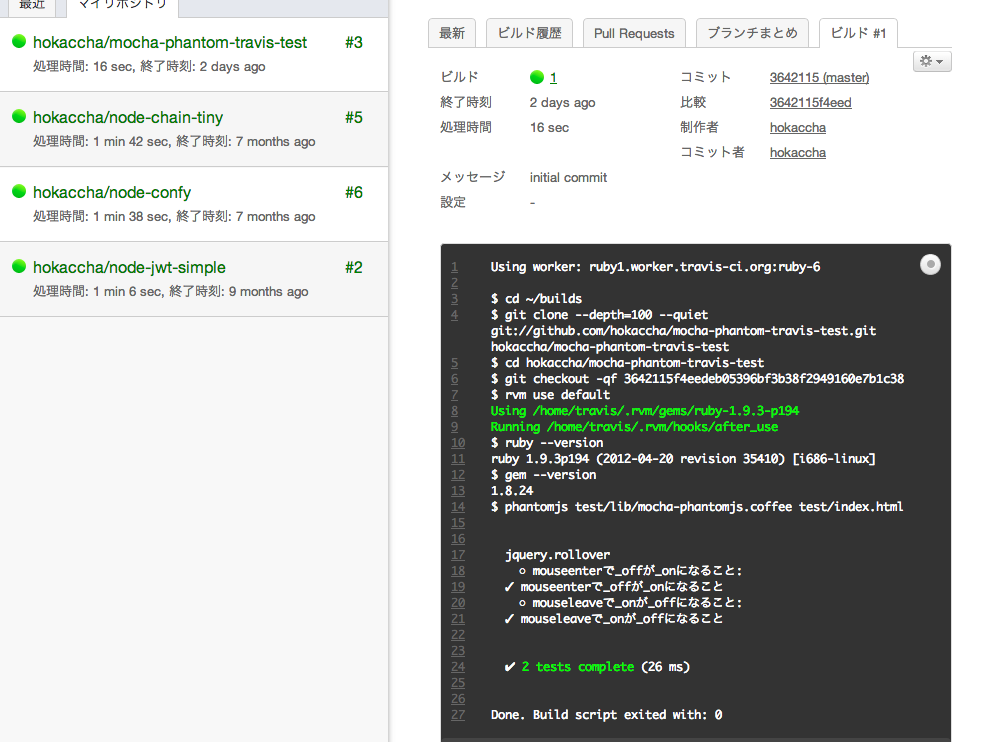 最近 マイリポジトリ
hokaccha/mocha-phantom-travis-test #3
処理時間: 16 sec, 終了時刻: 2 days ago
hokaccha/node-chain-tiny #5
処理時間: 1 min 42 sec, 終了時刻: 7 months ago
hokaccha/node-confy #6
処理時間: 1 min 38 sec, 終了時刻: 7 months ago
hokaccha/node-jwt-simple #2
処理時間: 1 min 6 sec, 終了時刻: 9 months ago
最新 ビルド履歴 Pull Requests ブランチまとめ ビルド #1
ビルド 1 コミット 3642115 (master)
終了時刻 2 days ago 比較 3642115f4eed
処理時間 16 sec 制作者 hokaccha
コミット者 hokaccha
メッセージ initial commit
設定 -
1 Using worker: ruby1.worker.travis-ci.org:ruby-6
2
3 $ cd ~/builds
4 $ git clone --depth=100 --quiet
git://github.com/hokaccha/mocha-phantom-travis-test.git
hokaccha/mocha-phantom-travis-test
5 $ cd hokaccha/mocha-phantom-travis-test
6 $ git checkout -qf 3642115f4eedeb05396bf3b38f2949160e7b1c38
7 $ rvm use default
8 Using /home/travis/.rvm/gems/ruby-1.9.3-p194
9 Running /home/travis/.rvm/hooks/after_use
10 $ ruby --version
11 ruby 1.9.3p194 (2012-04-20 revision 35410) [i686-linux]
12 $ gem --version
13 1.8.24
14 $ phantomjs test/lib/mocha-phantomjs.coffee test/index.html
15
16
17 jquery.rollover
18 ◦ mouseenterで_offが_onになること:
19 ✓ mouseenterで_offが_onになること
20 ◦ mouseleaveで_onが_offになること:
21 ✓ mouseleaveで_onが_offになること
22
23
24 ✔ 2 tests complete (26 ms)
25
26
27 Done. Build script exited with: 0